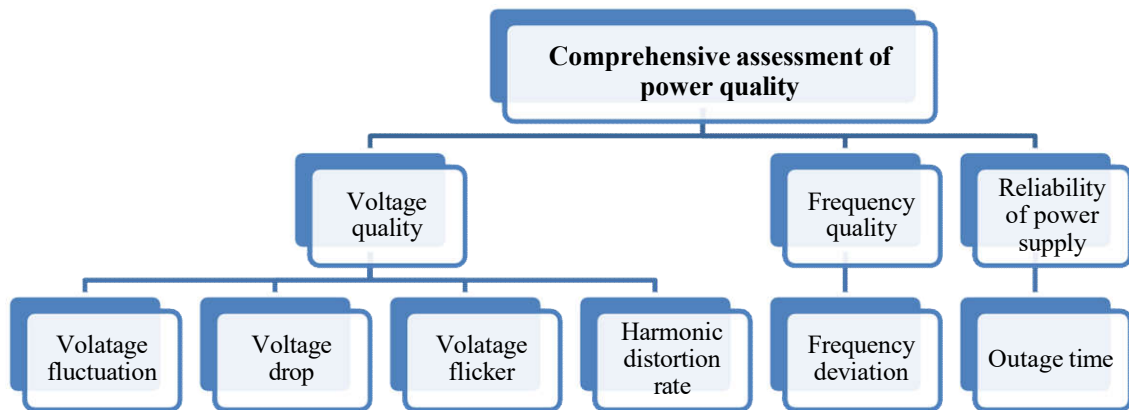 Comprehensive assessment of
power quality
Voltage
quality
Frequency
quality
Reliability
of power
supply
Volatage
fluctuation
Voltage
drop
Volatage
flicker
Harmonic
distortion
rate
Frequency
deviation
Outage time